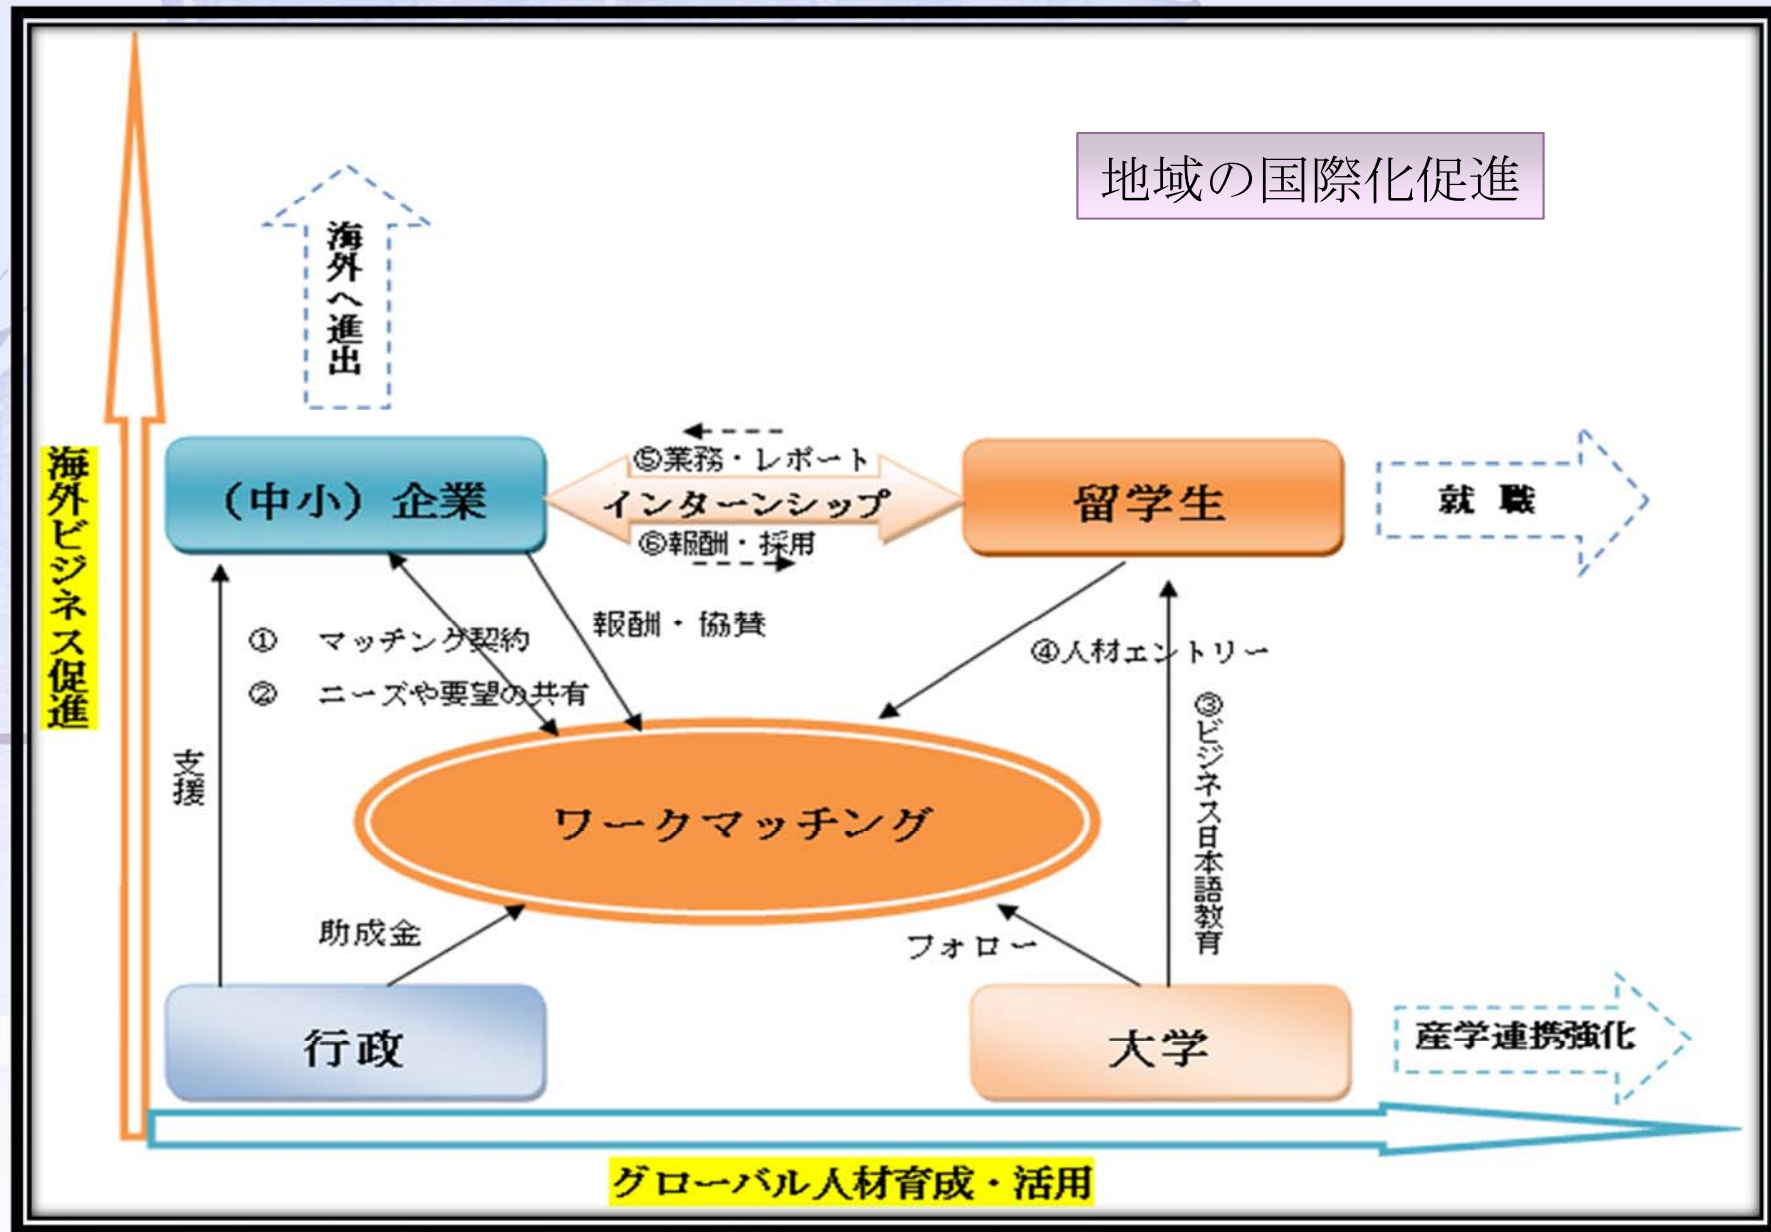 地域の国際化促進
海外へ進出
海外ビジネス促進
（中小）企業
⑤業務・レポート
インターンシップ
⑥報酬・採用
留学生
就 職
① マッチング契約
② ニーズや要望の共有
報酬・協賛
④人材エントリー
③ビジネス日本語教育
支援
ワークマッチング
助成金
フォロー
行政
大学
産学連携強化
グローバル人材育成・活用